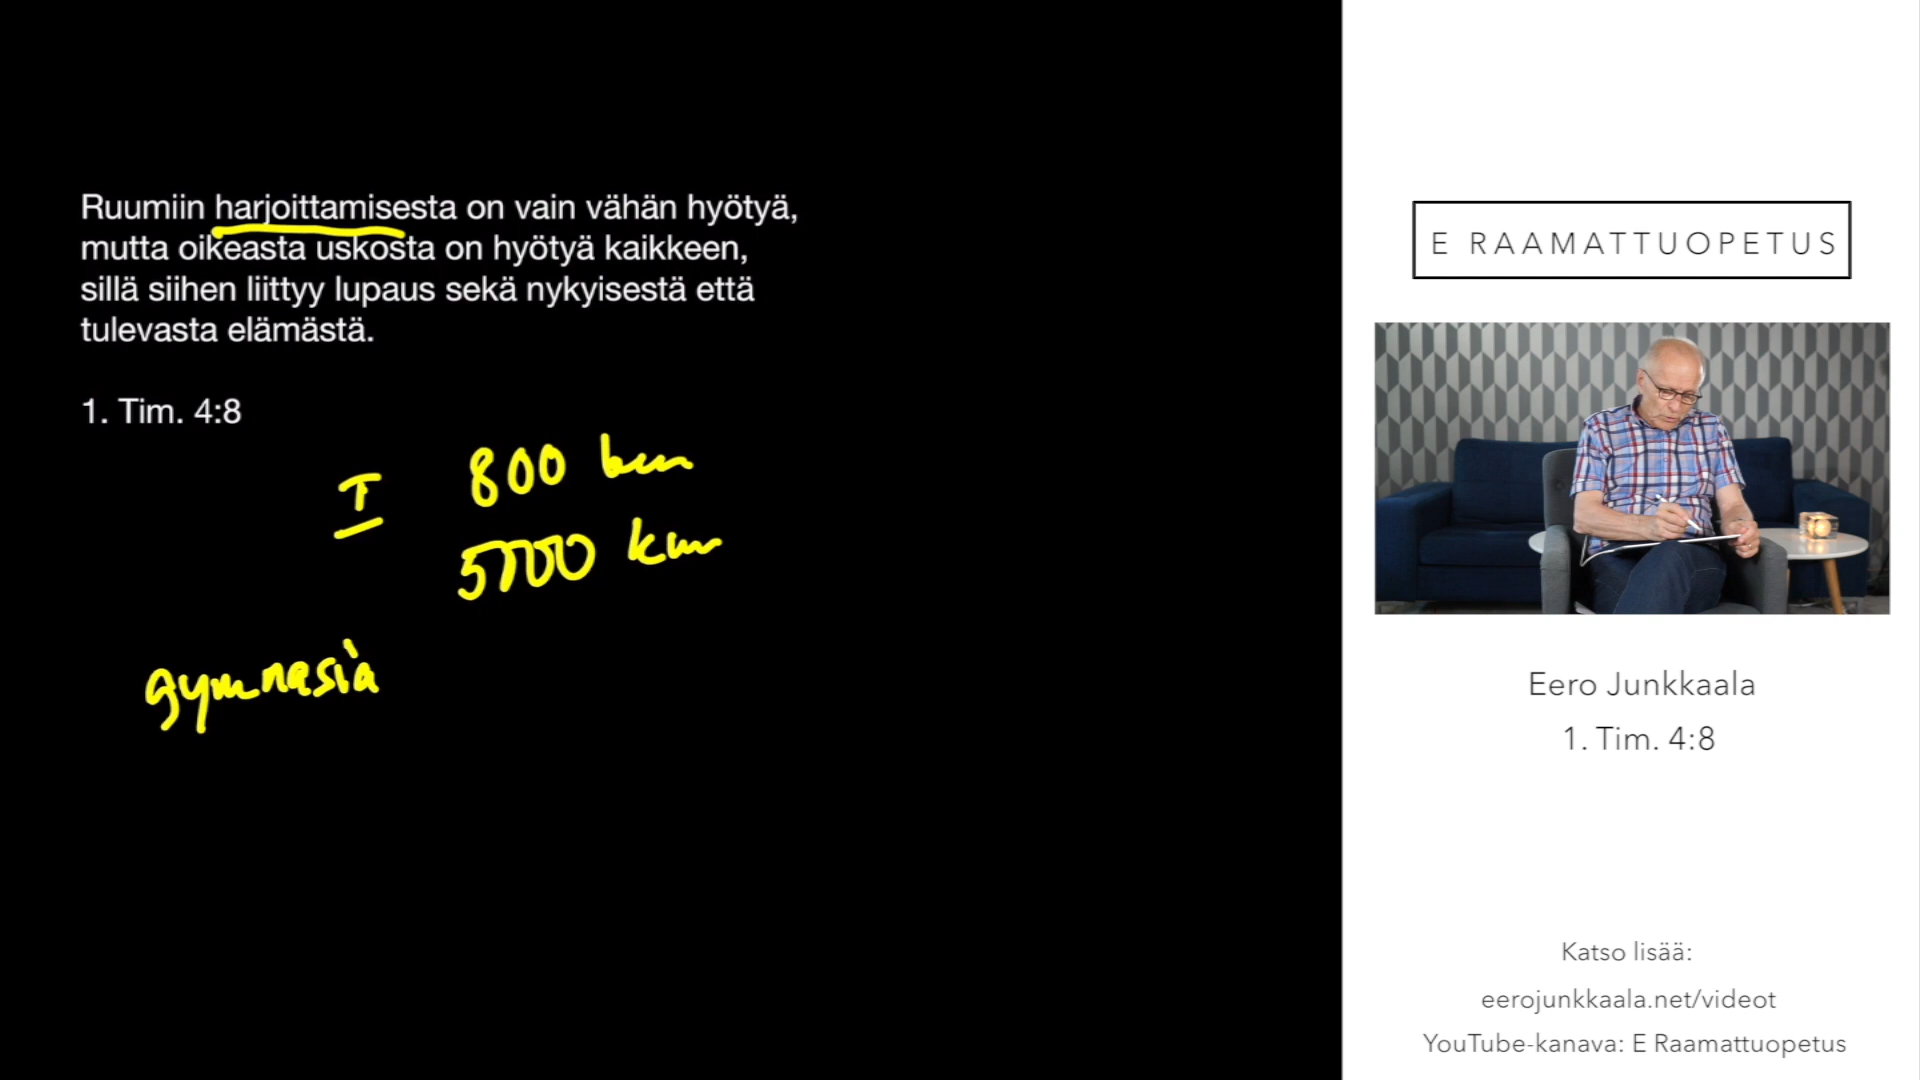 Ruumiin harjoittamisesta on vain vähän hyötyä,
mutta oikeasta uskosta on hyötyä kaikkeen,
sillä siihen liittyy lupaus sekä nykyisestä että
tulevasta elämästä.
1. Tim. 4:8
I 800 km
5000 km
gymnasia
E RAAMATTUOPETUS
Eero Junkkaala
1. Tim. 4:8
Katso lisää:
eerojunkkaala.net/videot
YouTube-kanava: E Raamattuopetus